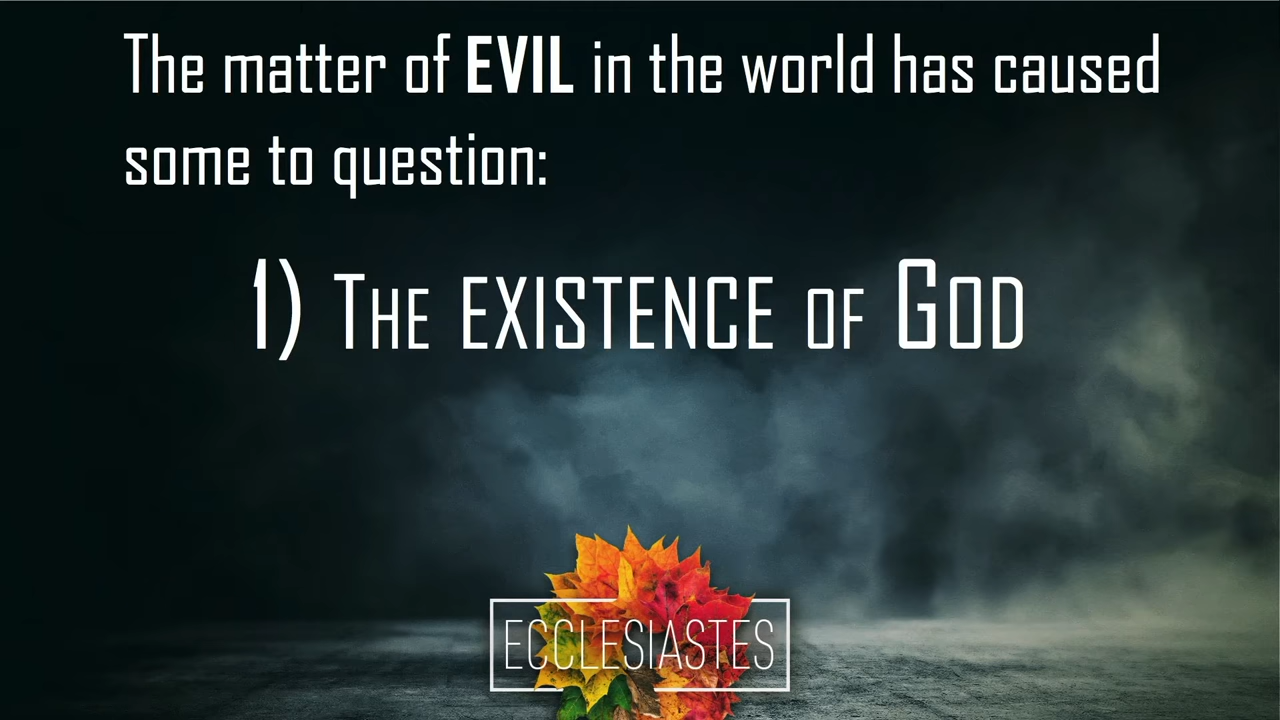 The matter of EVIL in the world has caused
some to question:
1) The existence of God
ECCLESIASTES